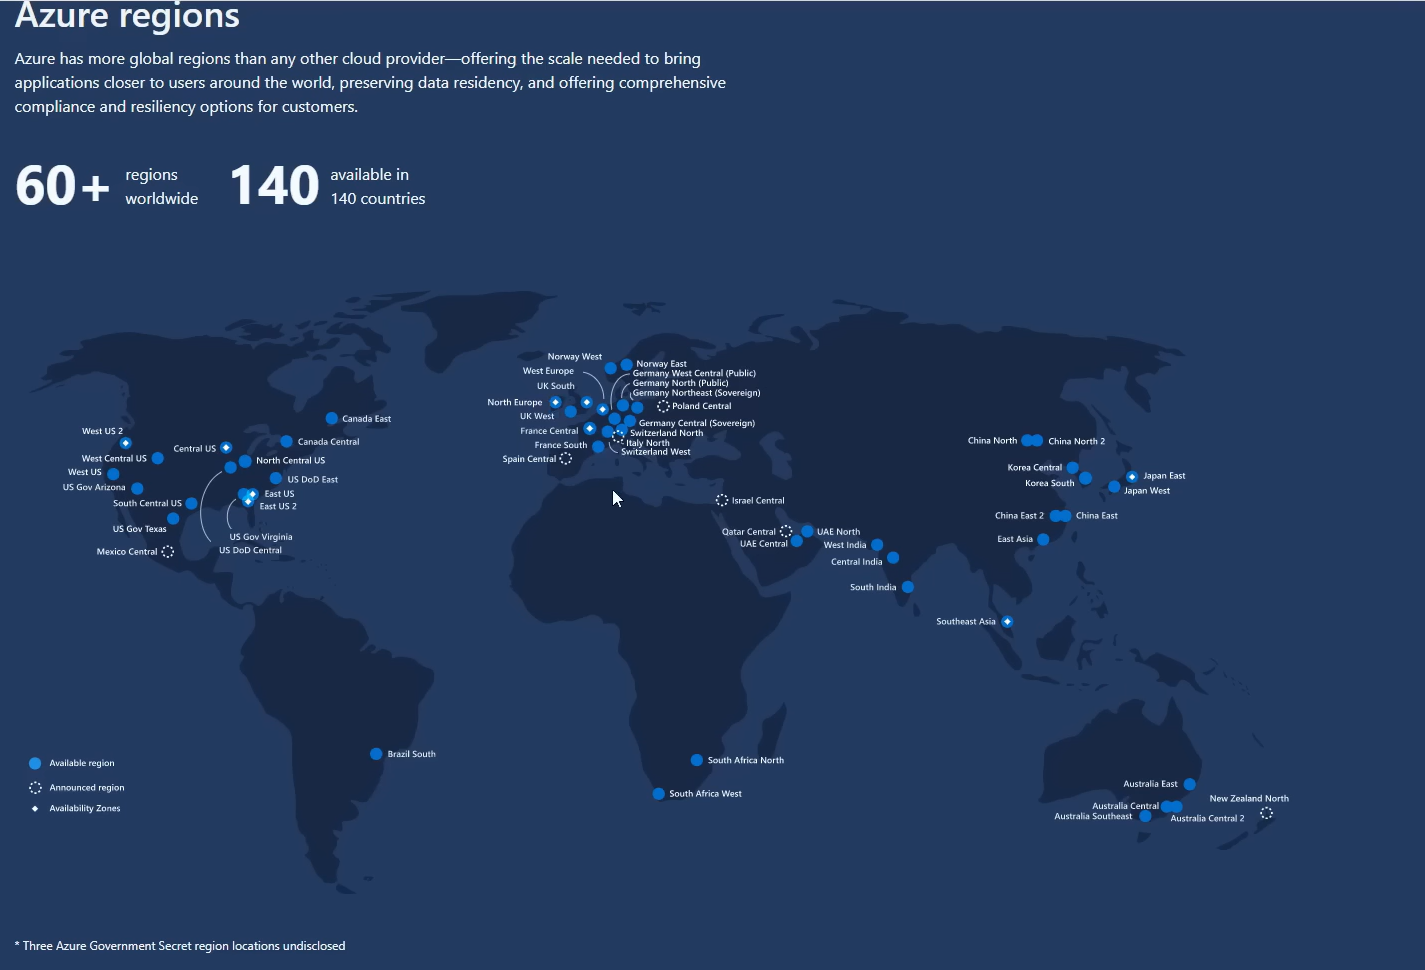 Azure regions
Azure has more global regions than any other cloud provider—offering the scale needed to bring
applications closer to users around the world, preserving data residency, and offering comprehensive
compliance and resiliency options for customers.
60+ regions worldwide
140 available in 140 countries
Norway West
Norway East
West Europe
Germany West Central (Public)
UK South
Germany North (Public)
Germany Northeast (Sovereign)
North Europe
Poland Central
UK West
Germany Central (Sovereign)
France Central
Switzerland North
France South
Italy North
Switzerland West
Spain Central
Canada East
West US 2
Canada Central
Central US
West Central US
North Central US
West US
US DoD East
US Gov Arizona
East US
South Central US
East US 2
US Gov Texas
US Gov Virginia
Mexico Central
US DoD Central
China North
China North 2
Korea Central
Japan East
Korea South
Japan West
Israel Central
China East 2
China East
Qatar Central
UAE North
East Asia
UAE Central
West India
Central India
South India
Southeast Asia
Brazil South
South Africa North
South Africa West
Available region
Announced region
Availability Zones
Australia East
New Zealand North
Australla Central
Australia Southeast
Australia Central 2
* Three Azure Government Secret region locations undisclosed